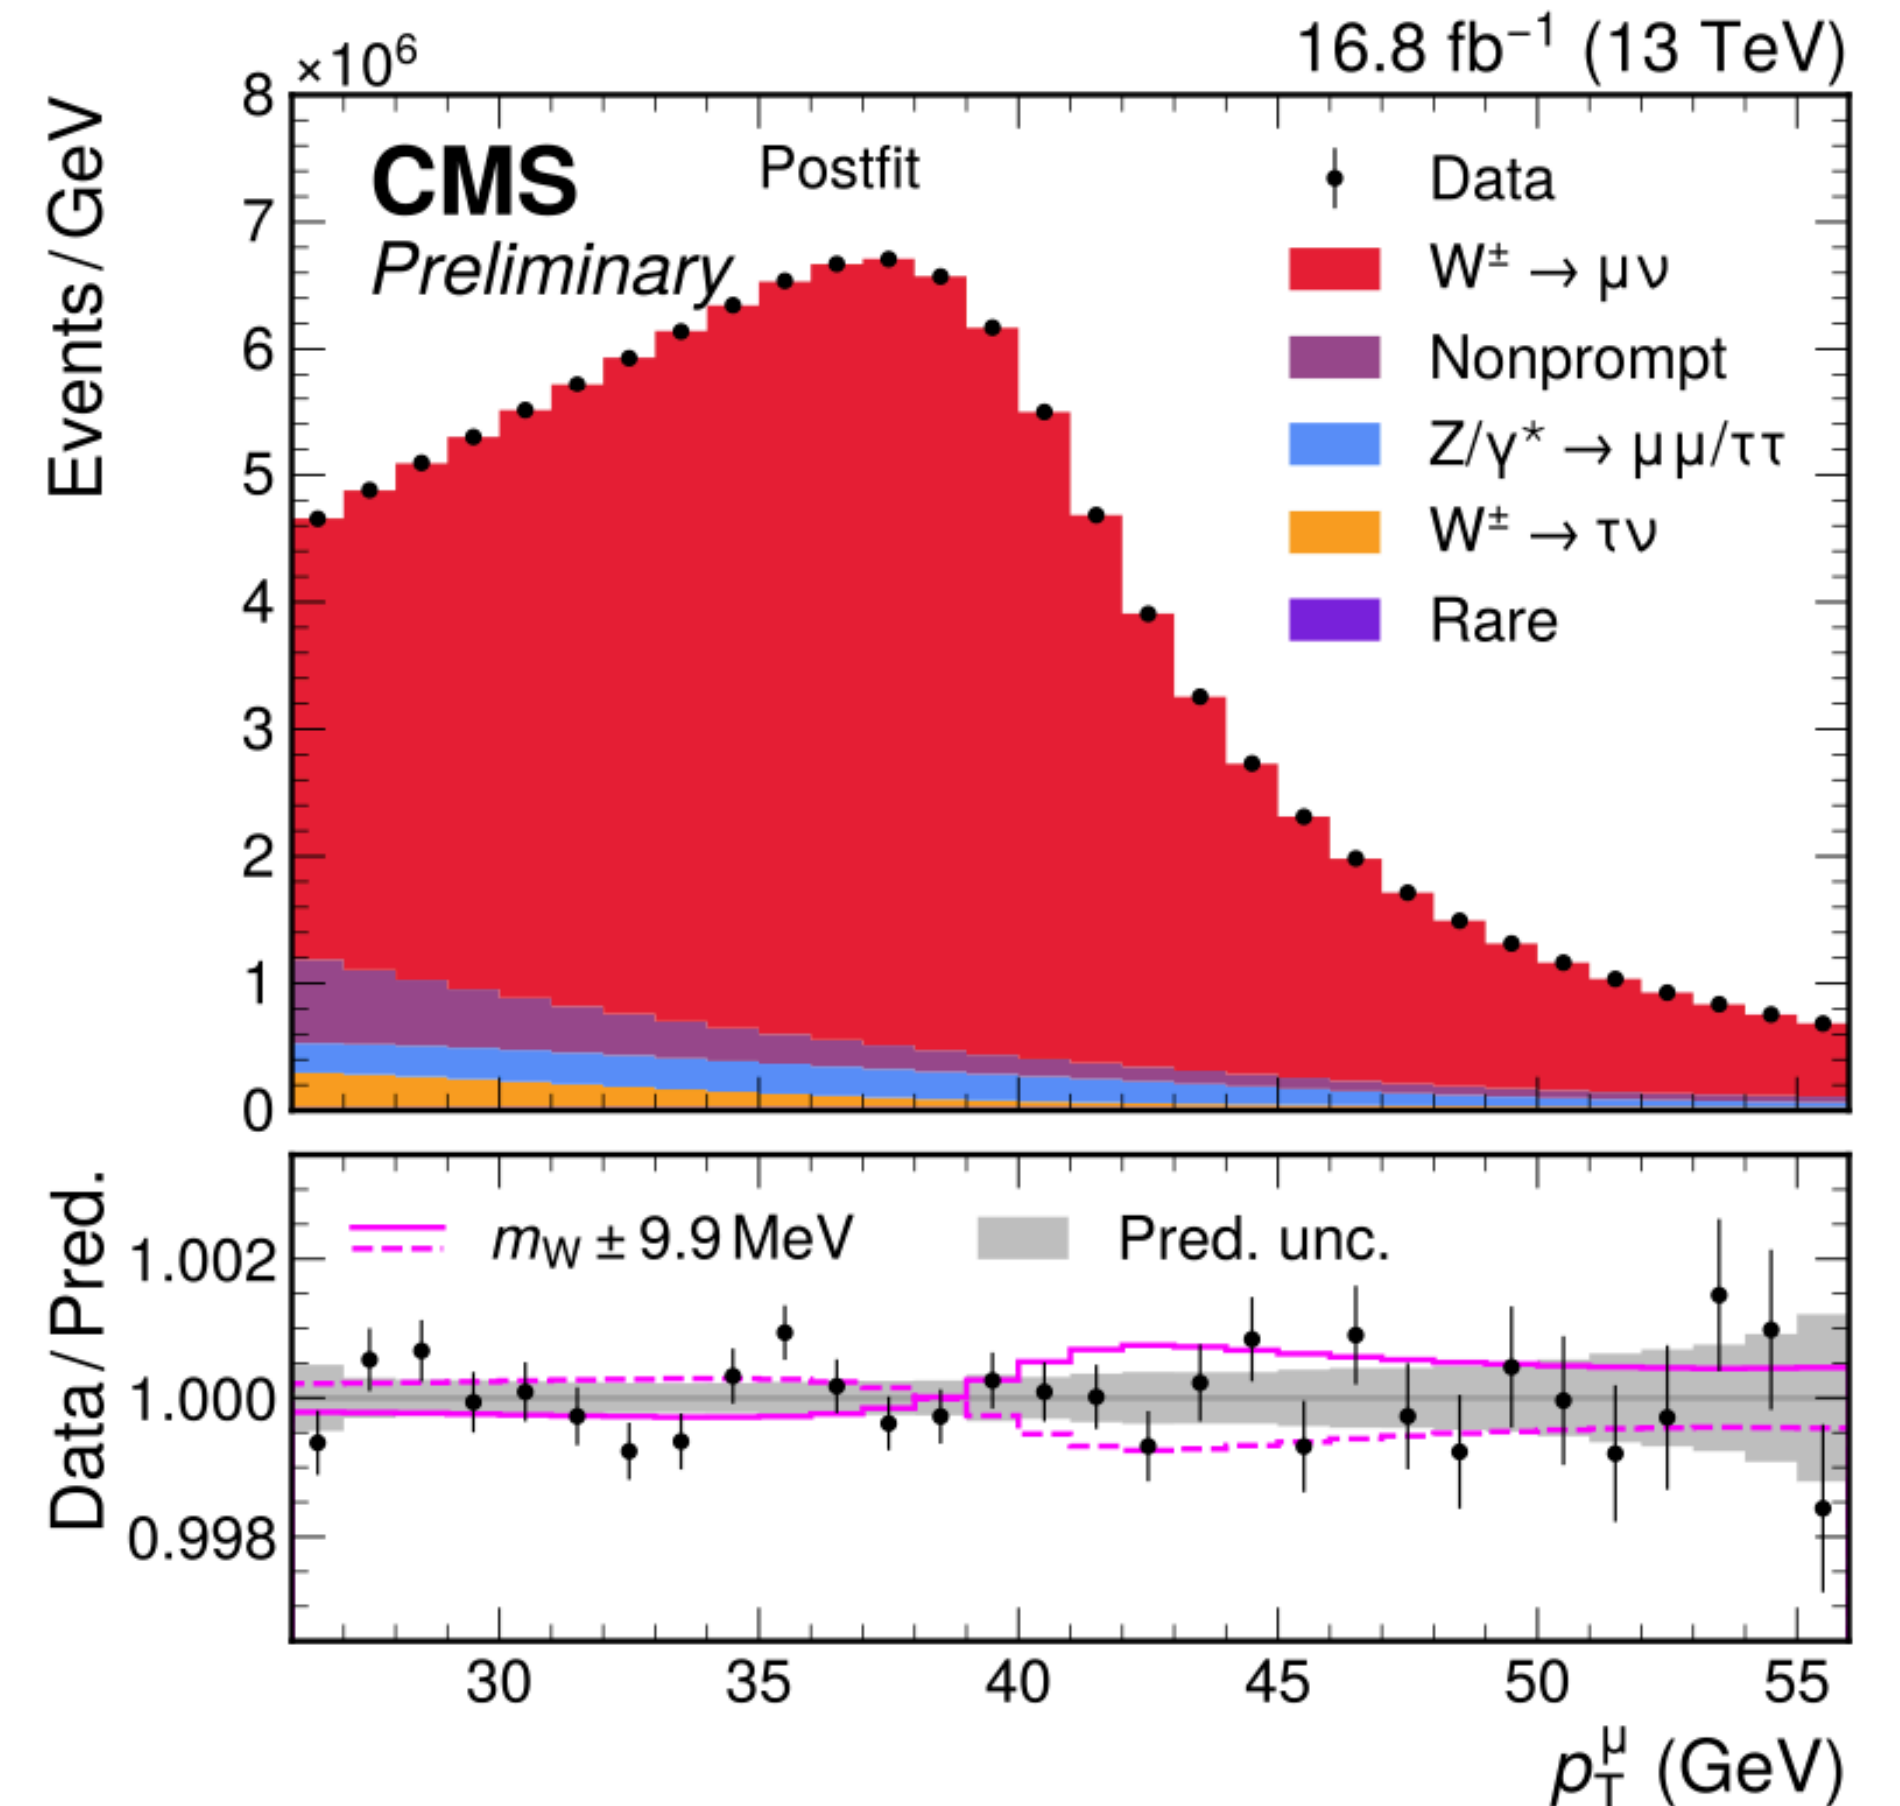 ×10⁶
16.8 fb⁻¹ (13 TeV)
Events / GeV
8
7
6
5
4
3
2
1
0
CMS
Preliminary
Postfit
Data
W± → μν
Nonprompt
Z/γ* → μμ/ττ
W± → τν
Rare
Data / Pred.
1.002
1.000
0.998
m_W ± 9.9 MeV
Pred. unc.
30 35 40 45 50 55
p_T^μ (GeV)